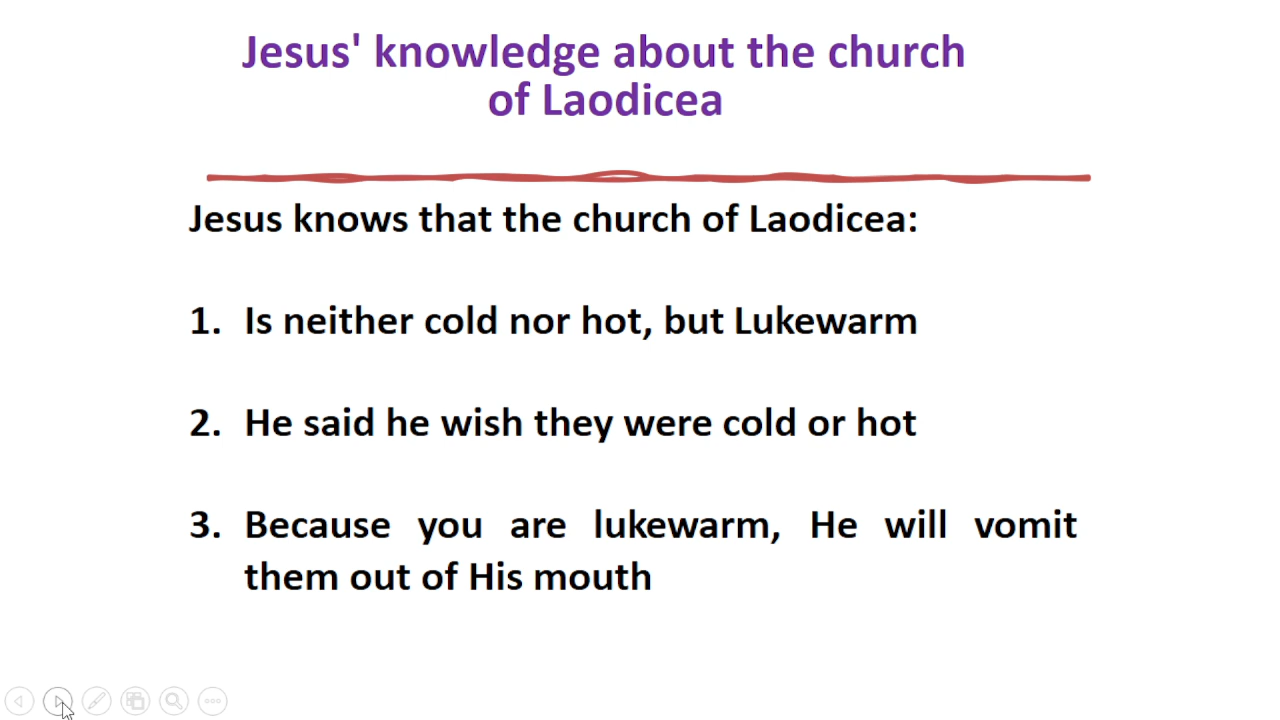 Jesus' knowledge about the church
of Laodicea
Jesus knows that the church of Laodicea:
1. Is neither cold nor hot, but Lukewarm
2. He said he wish they were cold or hot
3. Because you are lukewarm, He will vomit
them out of His mouth